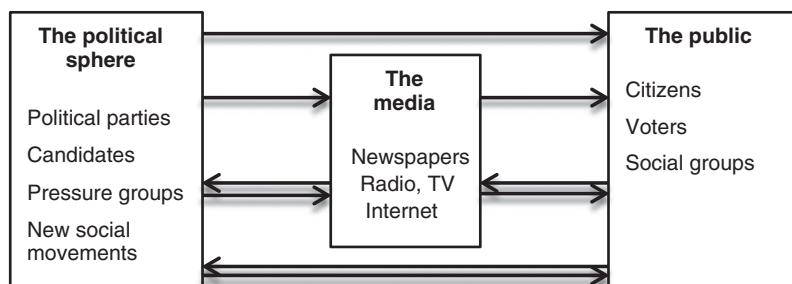 The political
sphere
Political parties
Candidates
Pressure groups
New social
movements
The
media
Newspapers
Radio, TV
Internet
The public
Citizens
Voters
Social groups